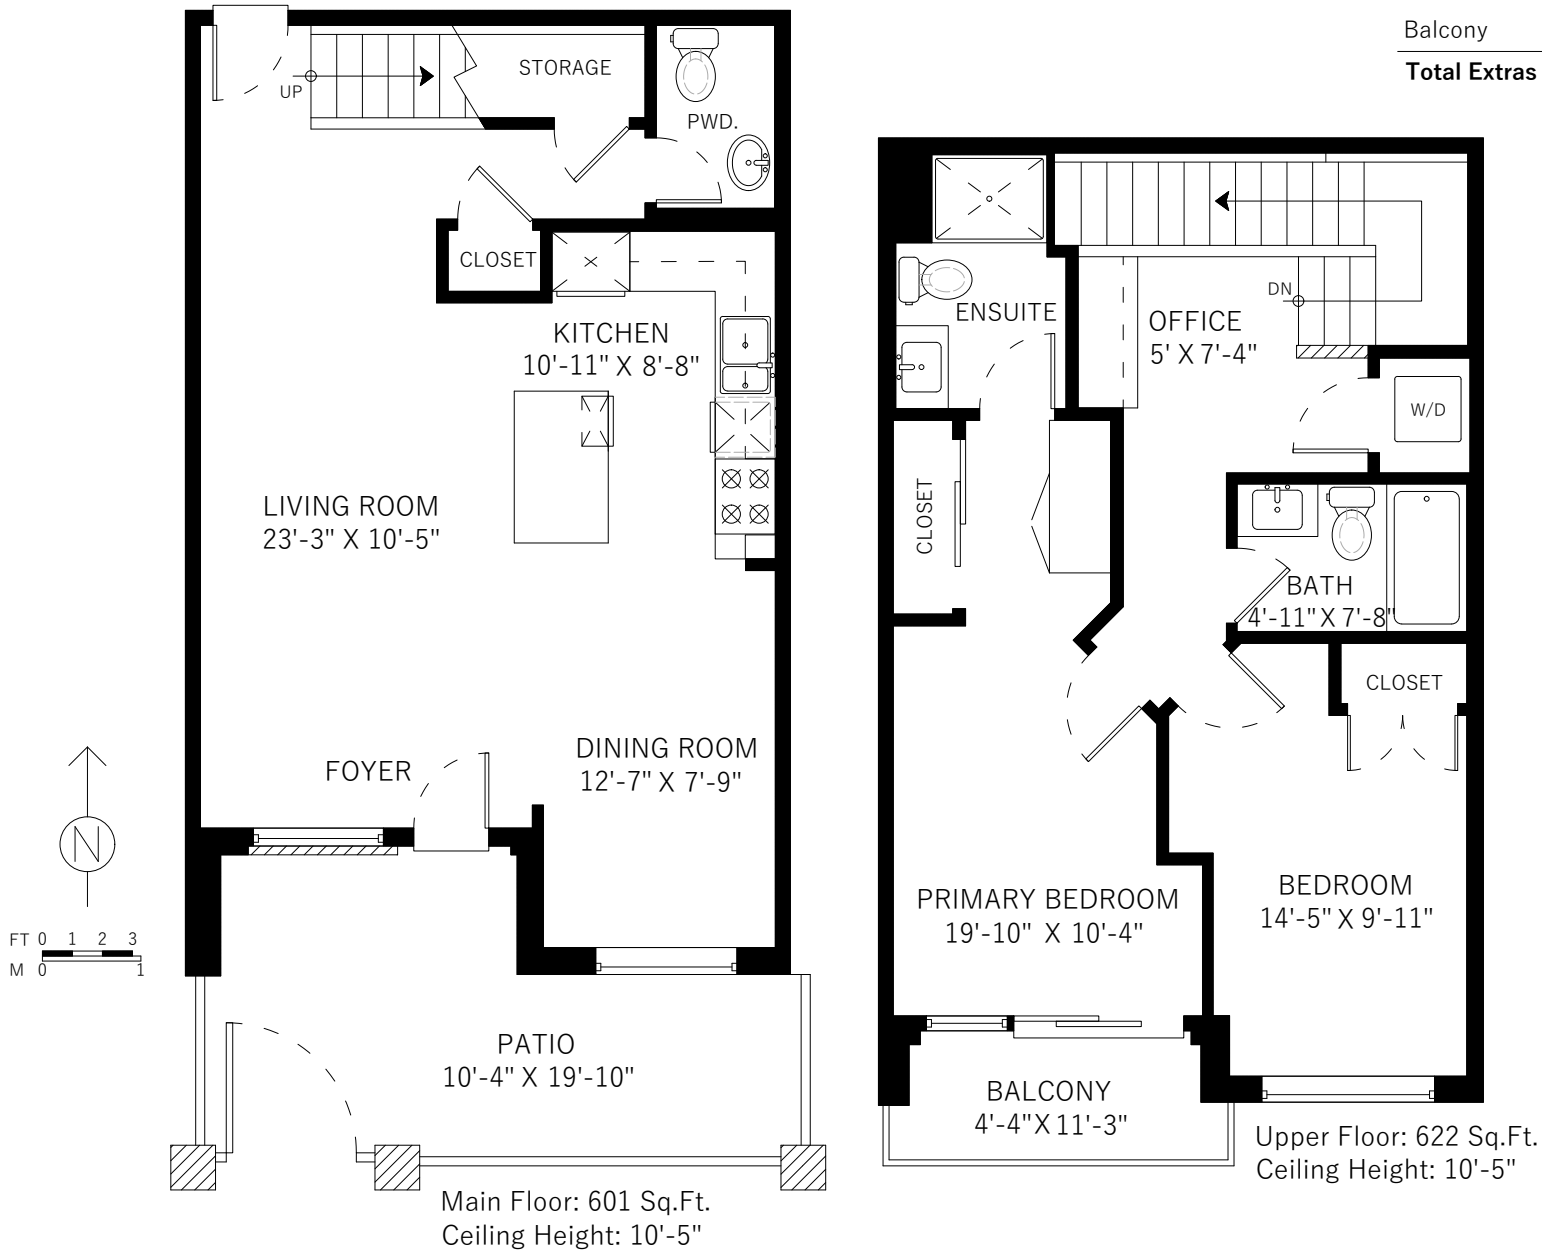 Balcony
Total Extras
STORAGE
UP
PWD.
CLOSET
KITCHEN
10'-11" X 8'-8"
LIVING ROOM
23'-3" X 10'-5"
DINING ROOM
12'-7" X 7'-9"
FOYER
N
FT 0 1 2 3
M 0 1
PATIO
10'-4" X 19'-10"
Main Floor: 601 Sq.Ft.
Ceiling Height: 10'-5"
ENSUITE
DN
OFFICE
5' X 7'-4"
W/D
CLOSET
BATH
4'-11" X 7'-8"
CLOSET
PRIMARY BEDROOM
19'-10" X 10'-4"
BEDROOM
14'-5" X 9'-11"
BALCONY
4'-4" X 11'-3"
Upper Floor: 622 Sq.Ft.
Ceiling Height: 10'-5"